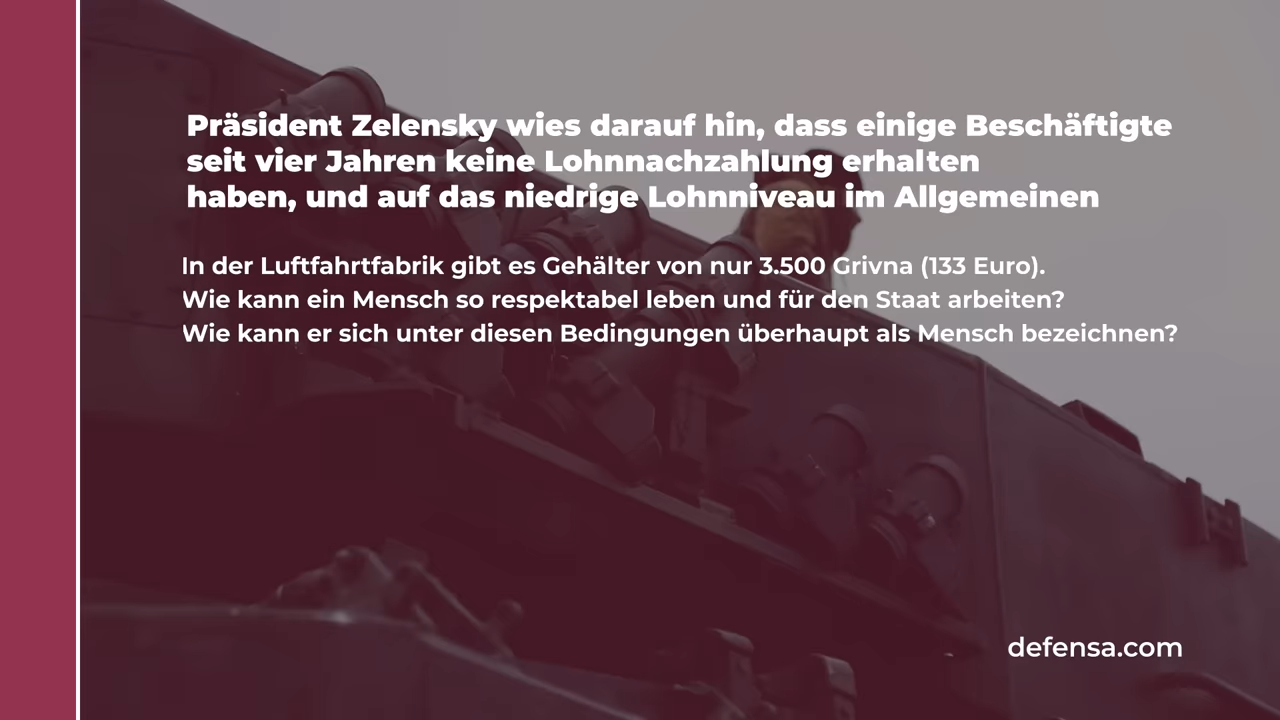 Präsident Zelensky wies darauf hin, dass einige Beschäftigte
seit vier Jahren keine Lohnnachzahlung erhalten
haben, und auf das niedrige Lohnniveau im Allgemeinen
In der Luftfahrtfabrik gibt es Gehälter von nur 3.500 Grivna (133 Euro).
Wie kann ein Mensch so respektabel leben und für den Staat arbeiten?
Wie kann er sich unter diesen Bedingungen überhaupt als Mensch bezeichnen?
defensa.com